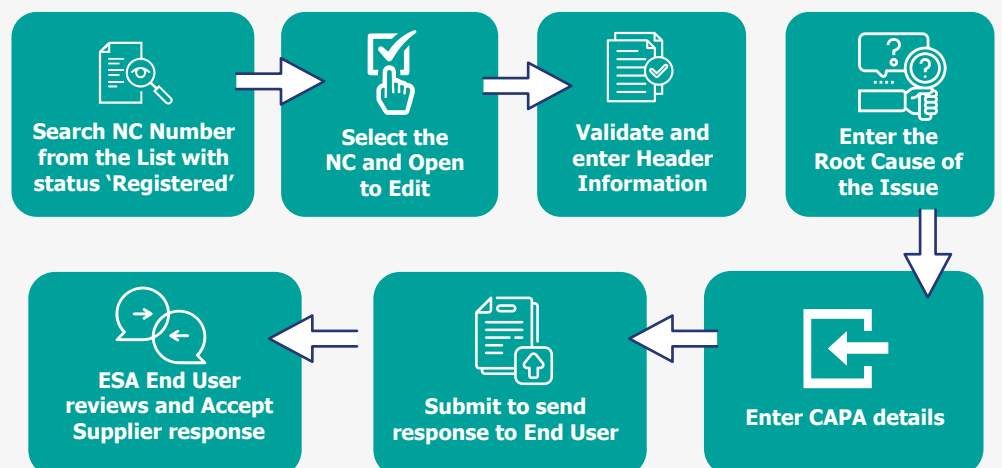 Search NC Number
from the List with
status ‘Registered’
Select the
NC and Open
to Edit
Validate and
enter Header
Information
Enter the
Root Cause of
the Issue
Enter CAPA details
Submit to send
response to End User
ESA End User
reviews and Accept
Supplier response